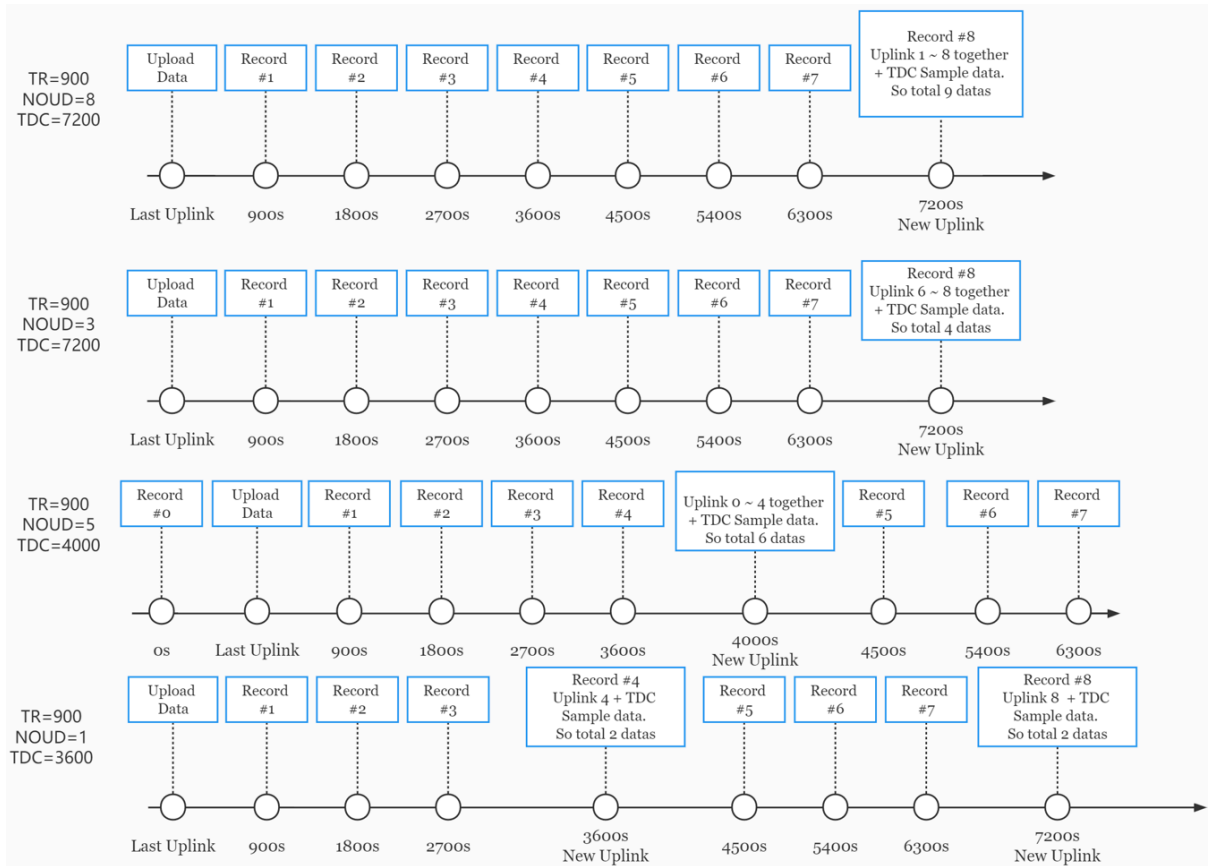 TR=900
NOUD=8
TDC=7200
Upload
Data
Record
#1
Record
#2
Record
#3
Record
#4
Record
#5
Record
#6
Record
#7
Record #8
Uplink 1 ~ 8 together
+ TDC Sample data.
So total 9 datas
Last Uplink
900s
1800s
2700s
3600s
4500s
5400s
6300s
7200s
New Uplink
TR=900
NOUD=3
TDC=7200
Upload
Data
Record
#1
Record
#2
Record
#3
Record
#4
Record
#5
Record
#6
Record
#7
Record #8
Uplink 6 ~ 8 together
+ TDC Sample data.
So total 4 datas
Last Uplink
900s
1800s
2700s
3600s
4500s
5400s
6300s
7200s
New Uplink
TR=900
NOUD=5
TDC=4000
Record
#0
Upload
Data
Record
#1
Record
#2
Record
#3
Record
#4
Uplink 0 ~ 4 together
+ TDC Sample data.
So total 6 datas
Record
#5
Record
#6
Record
#7
0s
Last Uplink
900s
1800s
2700s
3600s
4000s
New Uplink
4500s
5400s
6300s
TR=900
NOUD=1
TDC=3600
Upload
Data
Record
#1
Record
#2
Record
#3
Record #4
Uplink 4 + TDC
Sample data.
So total 2 datas
Record
#5
Record
#6
Record
#7
Record #8
Uplink 8 + TDC
Sample data.
So total 2 datas
Last Uplink
900s
1800s
2700s
3600s
New Uplink
4500s
5400s
6300s
7200s
New Uplink